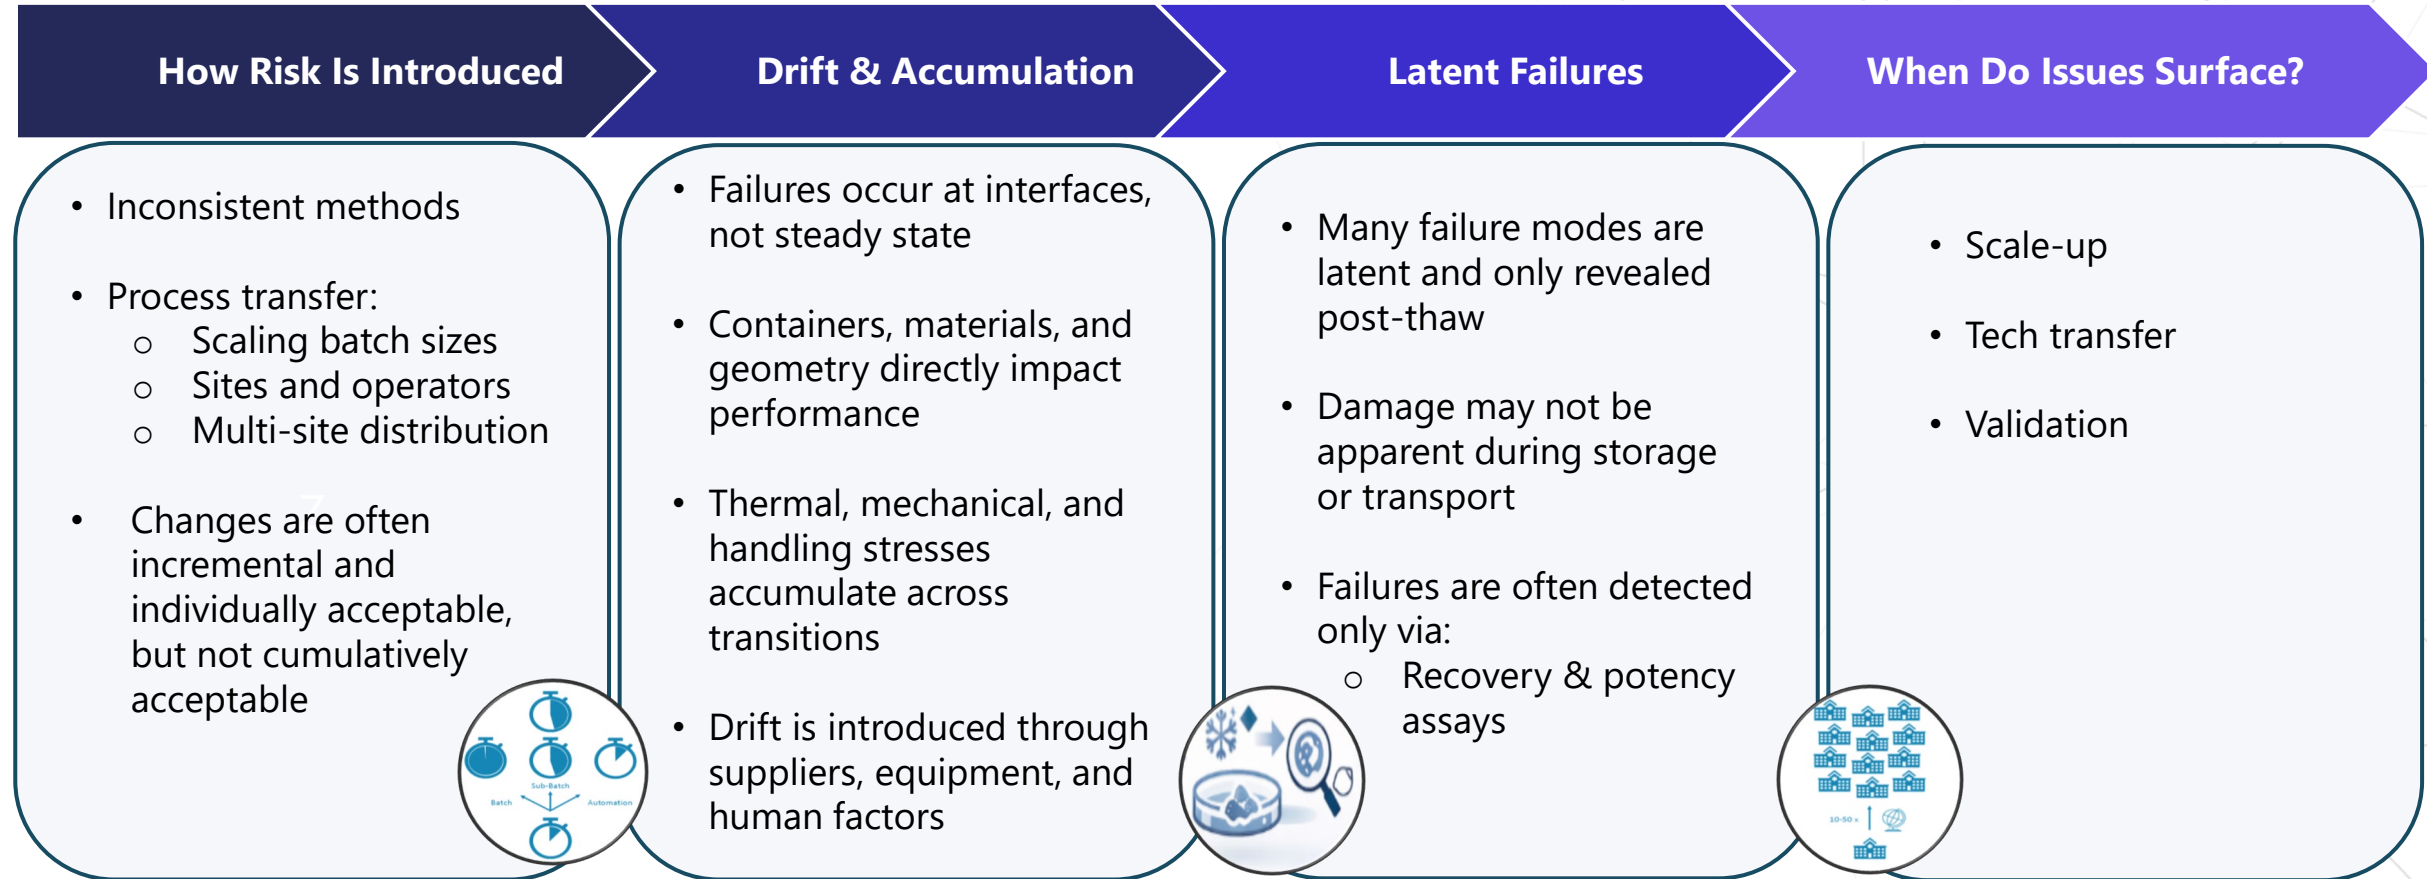 How Risk Is Introduced
Drift & Accumulation
Latent Failures
When Do Issues Surface?
• Inconsistent methods
• Process transfer:
o Scaling batch sizes
o Sites and operators
o Multi-site distribution
• Changes are often
incremental and
individually acceptable,
but not cumulatively
acceptable
Sub-Batch
Batch
Automation
• Failures occur at interfaces,
not steady state
• Containers, materials, and
geometry directly impact
performance
• Thermal, mechanical, and
handling stresses
accumulate across
transitions
• Drift is introduced through
suppliers, equipment, and
human factors
• Many failure modes are
latent and only revealed
post-thaw
• Damage may not be
apparent during storage
or transport
• Failures are often detected
only via:
o Recovery & potency
assays
• Scale-up
• Tech transfer
• Validation
10-50 x